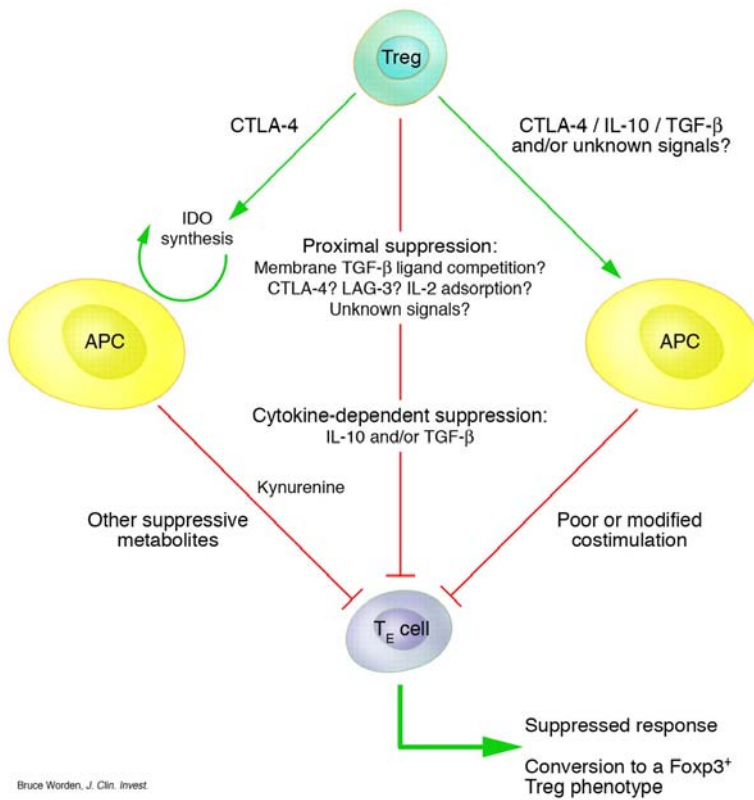 Treg
CTLA-4
CTLA-4 / IL-10 / TGF-β
and/or unknown signals?
IDO
synthesis
Proximal suppression:
Membrane TGF-β ligand competition?
CTLA-4? LAG-3? IL-2 adsorption?
Unknown signals?
APC
APC
Cytokine-dependent suppression:
IL-10 and/or TGF-β
Kynurenine
Other suppressive
metabolites
Poor or modified
costimulation
T_E cell
Suppressed response
Conversion to a Foxp3⁺
Treg phenotype
Bruce Worden, J. Clin. Invest.